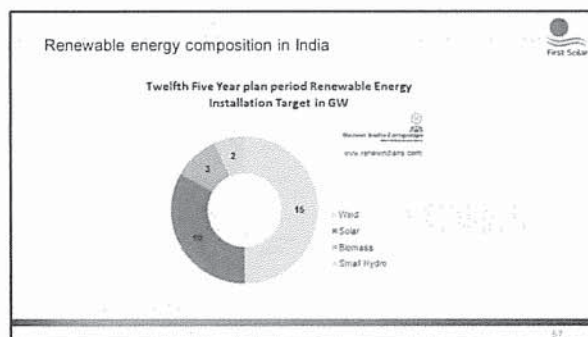 Renewable energy composition in India
First Solar
Twelfth Five Year plan period Renewable Energy
Installation Target in GW
www.renewindians.com
2
3
15
10
Wind
Solar
Biomass
Small Hydro
57